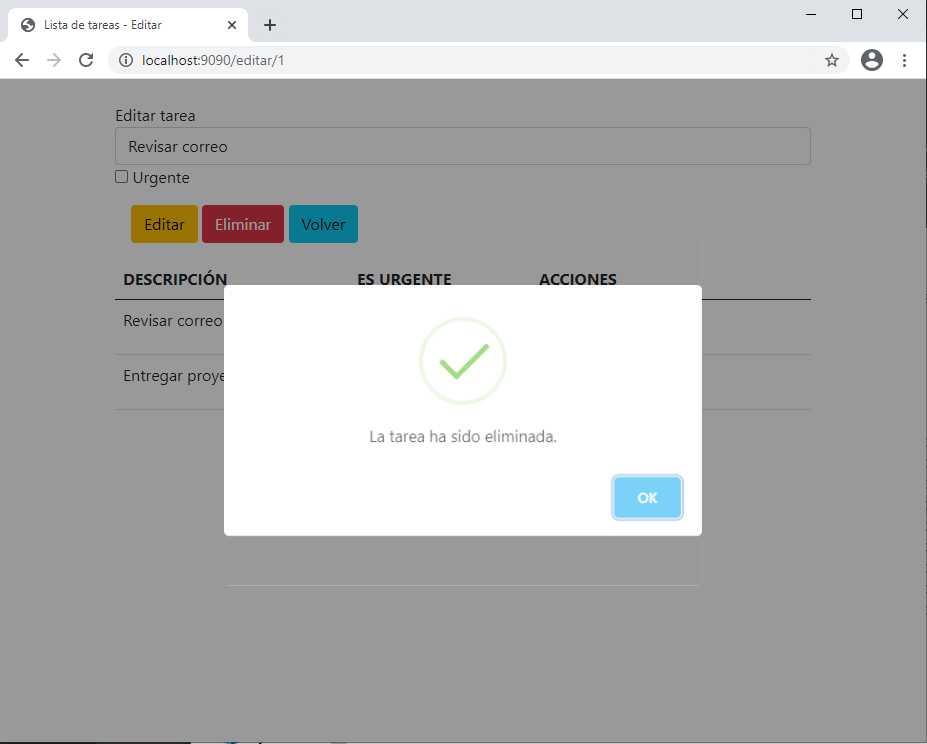 Lista de tareas - Editar
localhost:9090/editar/1
Editar tarea
Revisar correo
Urgente
Editar Eliminar Volver
DESCRIPCIÓN ES URGENTE ACCIONES
Revisar correo
Entregar
La tarea ha sido eliminada.
OK